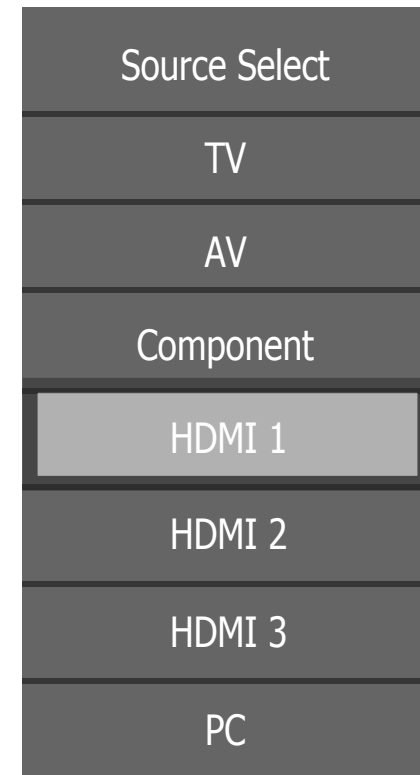 Source Select
TV
AV
Component
HDMI 1
HDMI 2
HDMI 3
PC